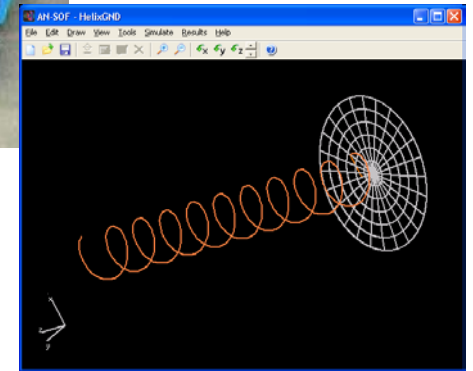 AN-SOF - HelixGND
File Edit Draw View Tools Simulate Results Help
x y z
x
z
y